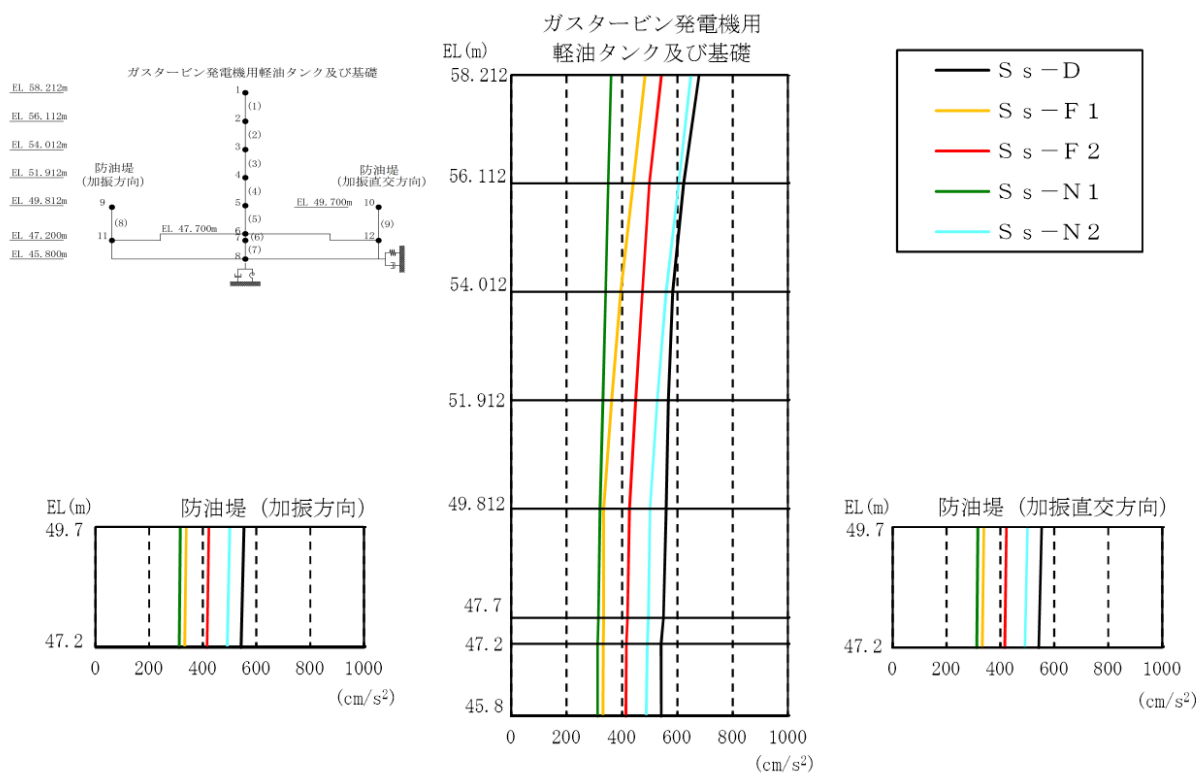 ガスタービン発電機用軽油タンク及び基礎
EL 58.212m
EL 56.112m
EL 54.012m
EL 51.912m
EL 49.812m
EL 47.200m
EL 45.800m
1
(1)
2
(2)
3
(3)
4
(4)
5
(5)
6
7
(6)
(7)
8
防油堤
(加振方向)
9
(8)
11
EL 47.700m
防油堤
(加振直交方向)
EL 49.700m
10
(9)
12
ガスタービン発電機用
軽油タンク及び基礎
EL(m)
58.212
56.112
54.012
51.912
49.812
47.7
47.2
45.8
0 200 400 600 800 1000
(cm/s²)
Ｓｓ－Ｄ
Ｓｓ－Ｆ１
Ｓｓ－Ｆ２
Ｓｓ－Ｎ１
Ｓｓ－Ｎ２
EL(m)
防油堤 (加振方向)
49.7
47.2
0 200 400 600 800 1000
(cm/s²)
EL(m)
防油堤 (加振直交方向)
49.7
47.2
0 200 400 600 800 1000
(cm/s²)